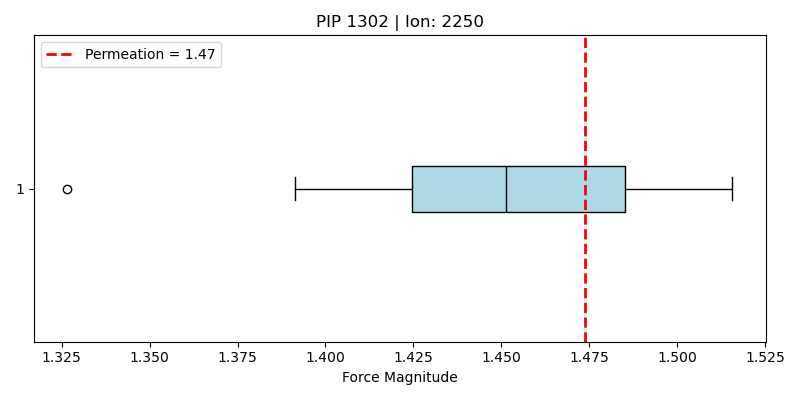 PIP 1302 | Ion: 2250
Permeation = 1.47
1
1.325 1.350 1.375 1.400 1.425 1.450 1.475 1.500 1.525
Force Magnitude